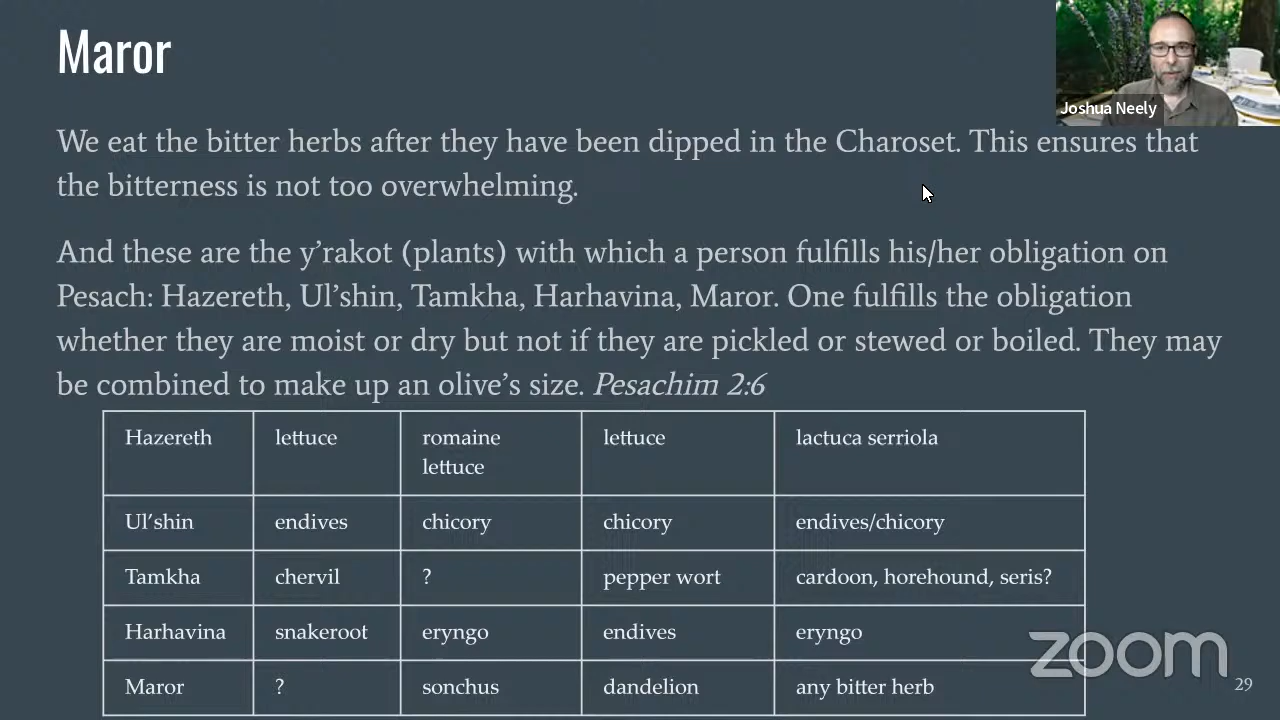 Maror
Joshua Neely
We eat the bitter herbs after they have been dipped in the Charoset. This ensures that
the bitterness is not too overwhelming.
And these are the y’rakot (plants) with which a person fulfills his/her obligation on
Pesach: Hazereth, Ul’shin, Tamkha, Harhavina, Maror. One fulfills the obligation
whether they are moist or dry but not if they are pickled or stewed or boiled. They may
be combined to make up an olive’s size. Pesachim 2:6
Hazereth lettuce romaine lettuce lactuca serriola
lettuce
Ul’shin endives chicory chicory endives/chicory
Tamkha chervil ? pepper wort cardoon, horehound, seris?
Harhavina snakeroot eryngo endives eryngo
Maror ? sonchus dandelion any bitter herb
zoom
29